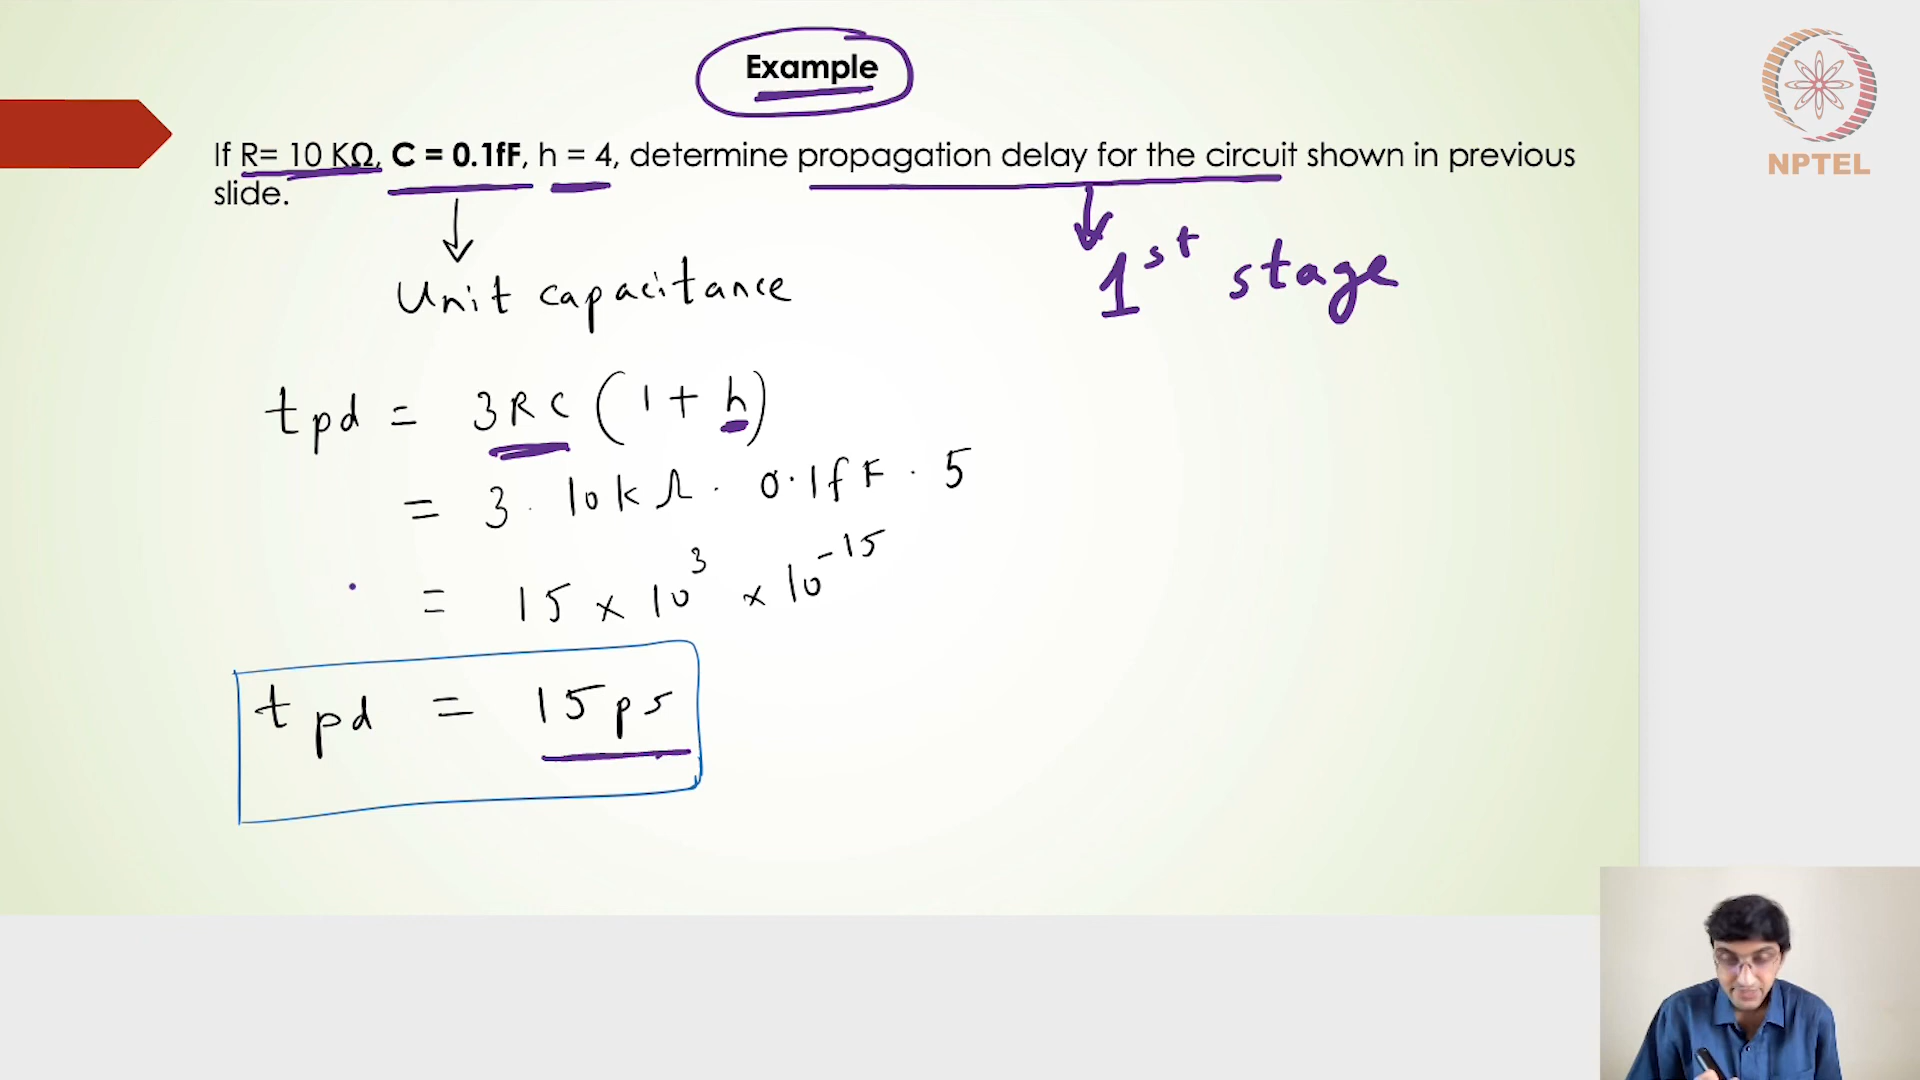 Example
If R= 10 KΩ, C = 0.1fF, h = 4, determine propagation delay for the circuit shown in previous
slide.
1st stage
Unit capacitance
tpd = 3RC (1 + h)
= 3 . 10kΩ . 0.1fF . 5
= 15 × 10^3 × 10^-15
tpd = 15ps
NPTEL